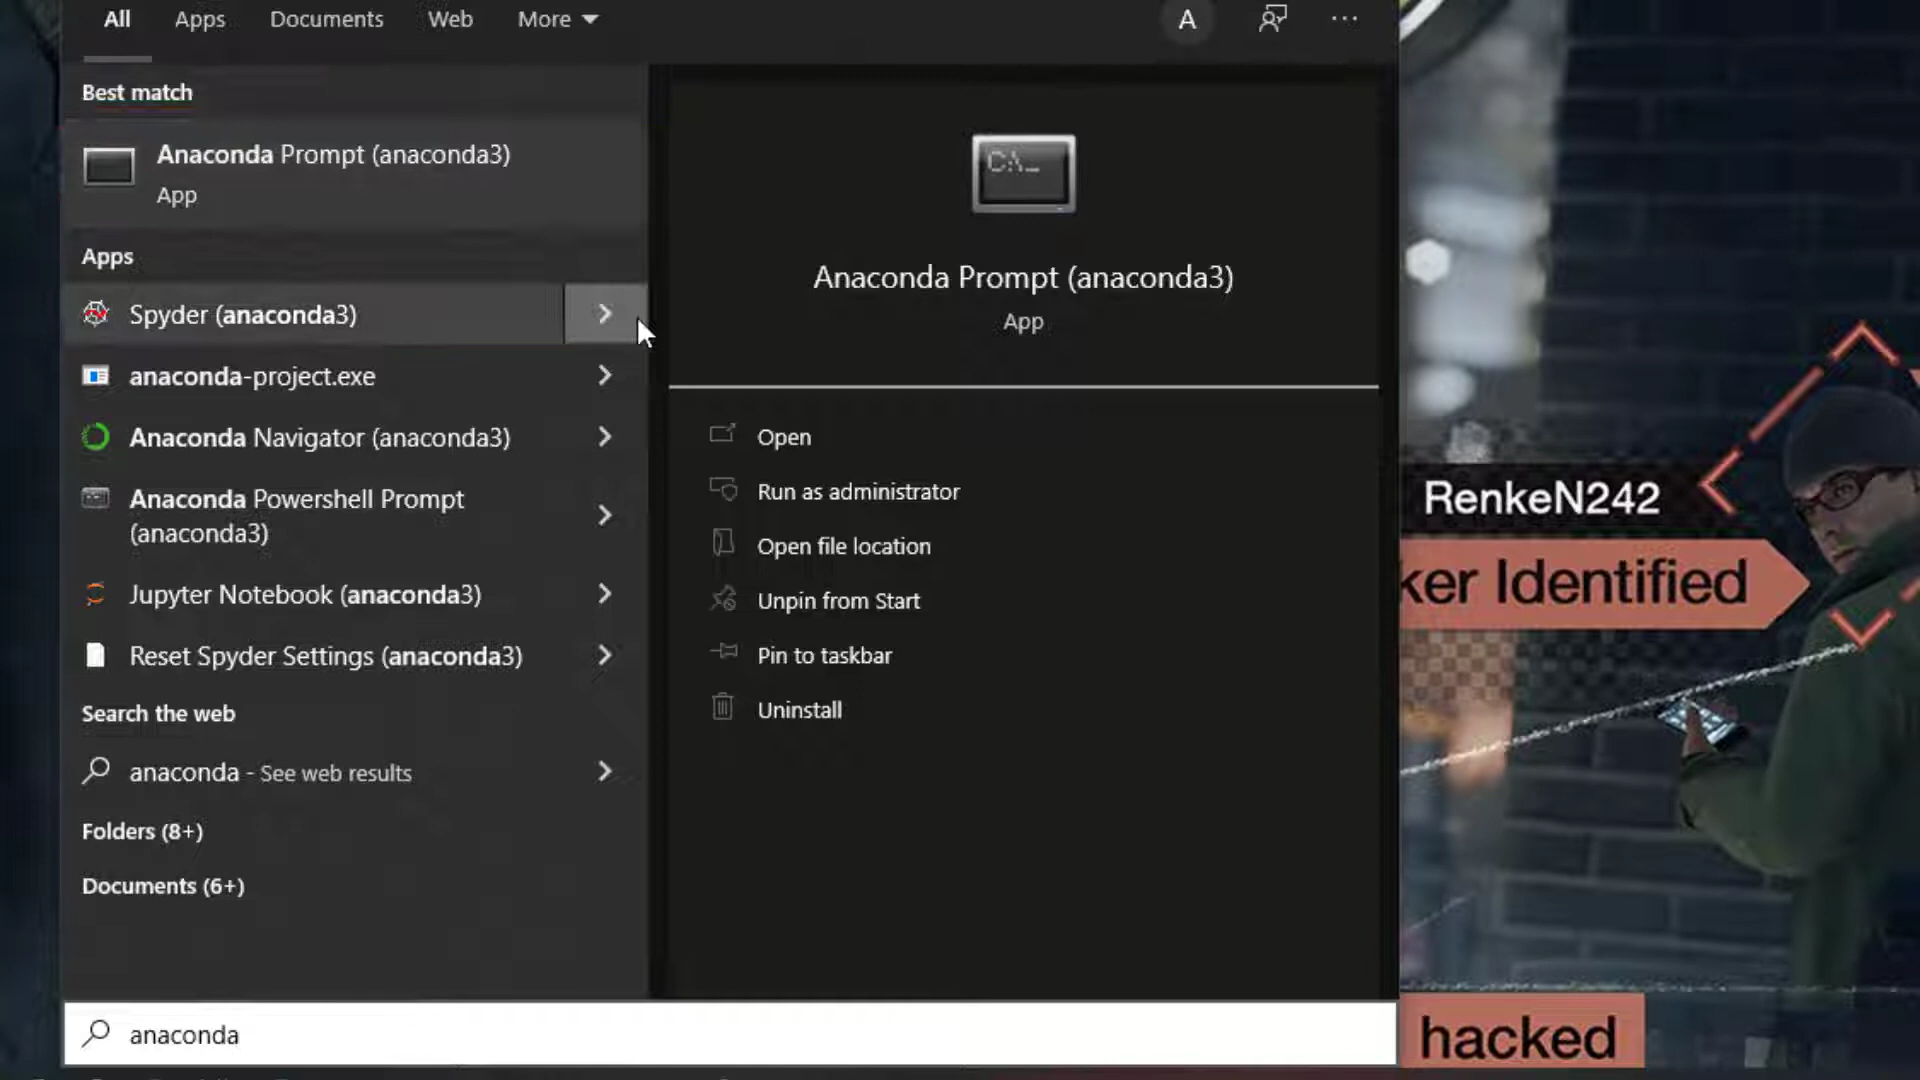 All Apps Documents Web More
A
Best match
Anaconda Prompt (anaconda3)
App
Apps
Spyder (anaconda3)
anaconda-project.exe
Anaconda Navigator (anaconda3)
Anaconda Powershell Prompt
(anaconda3)
Jupyter Notebook (anaconda3)
Reset Spyder Settings (anaconda3)
Search the web
anaconda - See web results
Folders (8+)
Documents (6+)
anaconda
C:\_
Anaconda Prompt (anaconda3)
App
Open
Run as administrator
Open file location
Unpin from Start
Pin to taskbar
Uninstall
RenkeN242
ker Identified
hacked